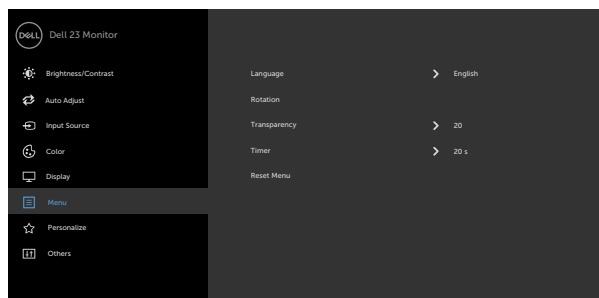 DELL Dell 23 Monitor
Brightness/Contrast Language English
Auto Adjust Rotation
Input Source Transparency 20
Color Timer 20 s
Display Reset Menu
Menu
Personalize
Others